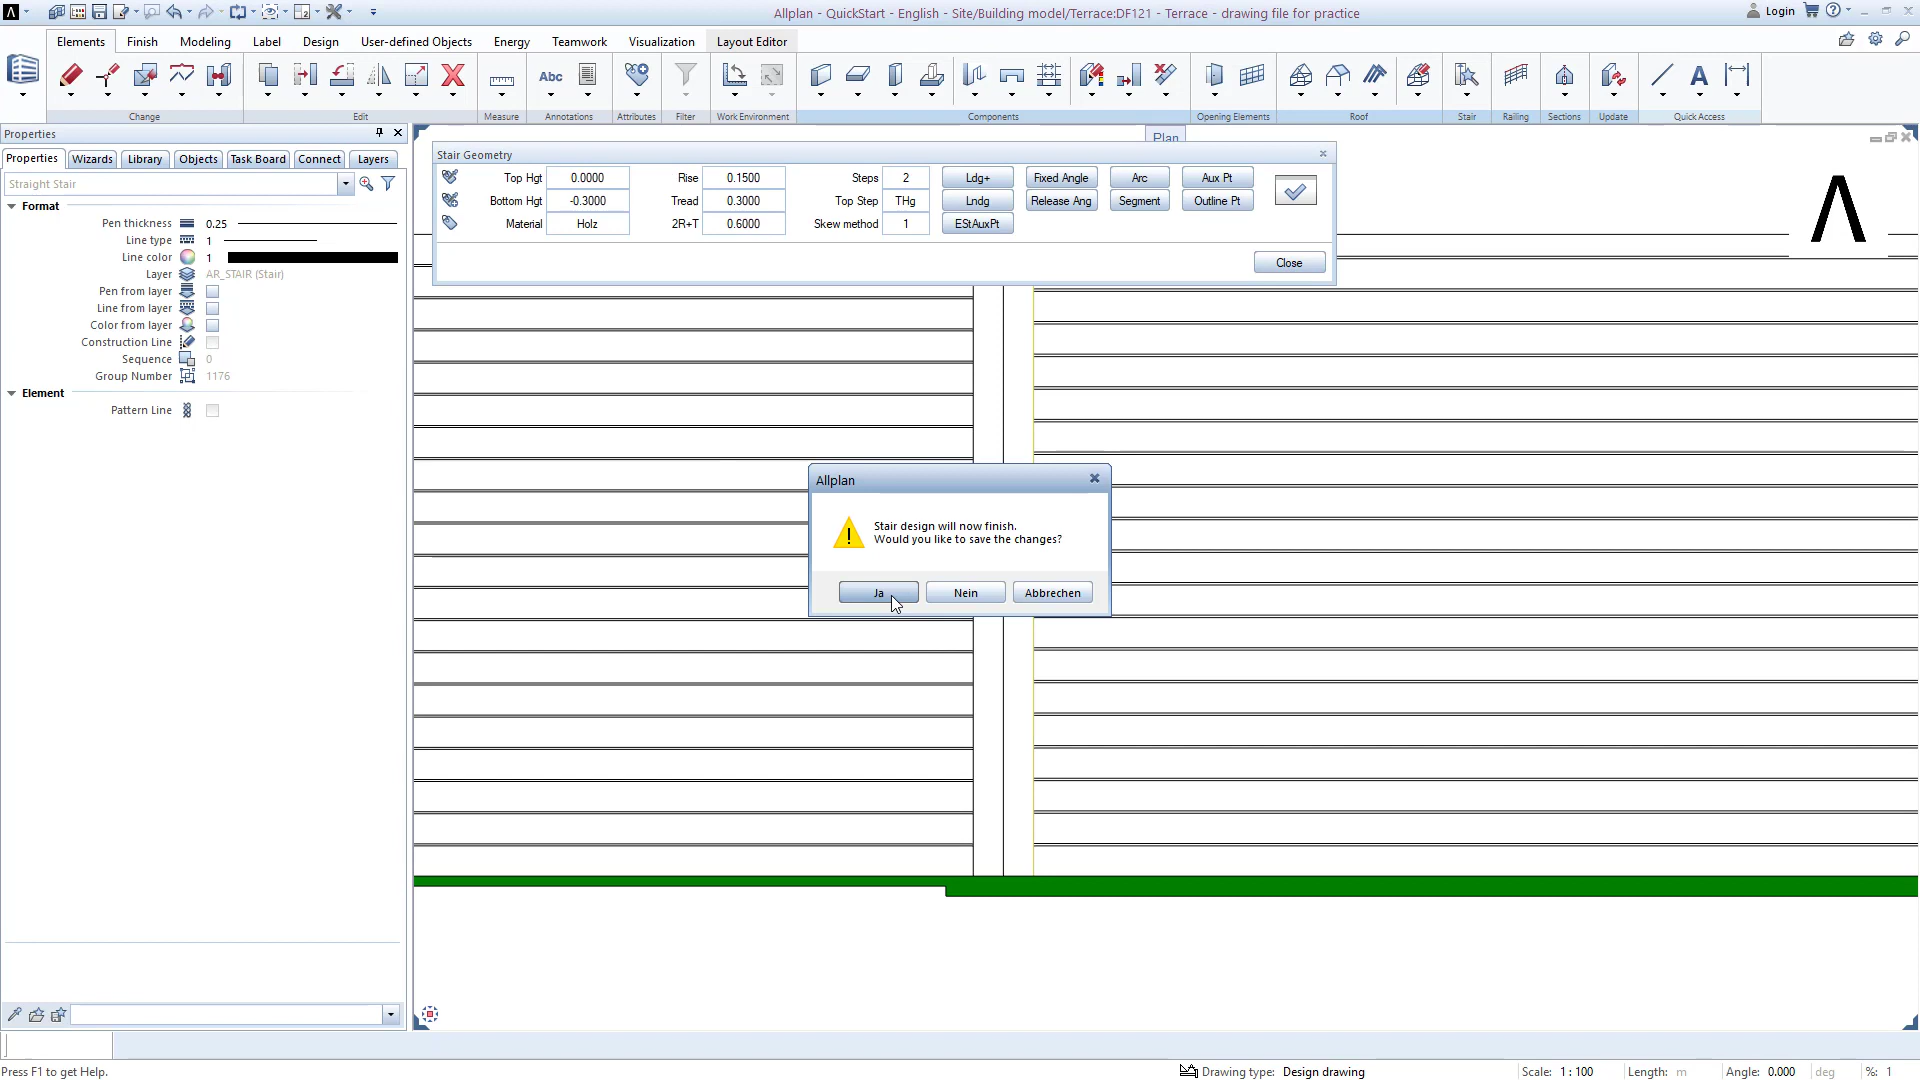 Allplan - QuickStart - English - Site/Building model/Terrace:DF121 - Terrace - drawing file for practice
Login
Elements Finish Modeling Label Design User-defined Objects Energy Teamwork Visualization Layout Editor
Abc
Change Edit Measure Annotations Attributes Filter Work Environment Components Opening Elements Roof Stair Railing Sections Update Quick Access
Properties
Properties Wizards Library Objects Task Board Connect Layers
Straight Stair
Format
Pen thickness 0.25
Line type 1
Line color 1
Layer AR_STAIR (Stair)
Pen from layer
Line from layer
Color from layer
Construction Line
Sequence 0
Group Number 1176
Element
Pattern Line
Plan
Stair Geometry
Top Hgt 0.0000 Rise 0.1500 Steps 2 Ldg+ Fixed Angle Arc Aux Pt
Bottom Hgt -0.3000 Tread 0.3000 Top Step THg Lndg Release Ang Segment Outline Pt
Material Holz 2R+T 0.6000 Skew method 1 EStAuxPt
Close
Allplan
Stair design will now finish.
Would you like to save the changes?
Ja Nein Abbrechen
Press F1 to get Help.
Drawing type: Design drawing Scale: 1 : 100 Length: m Angle: 0.000 deg %: 1